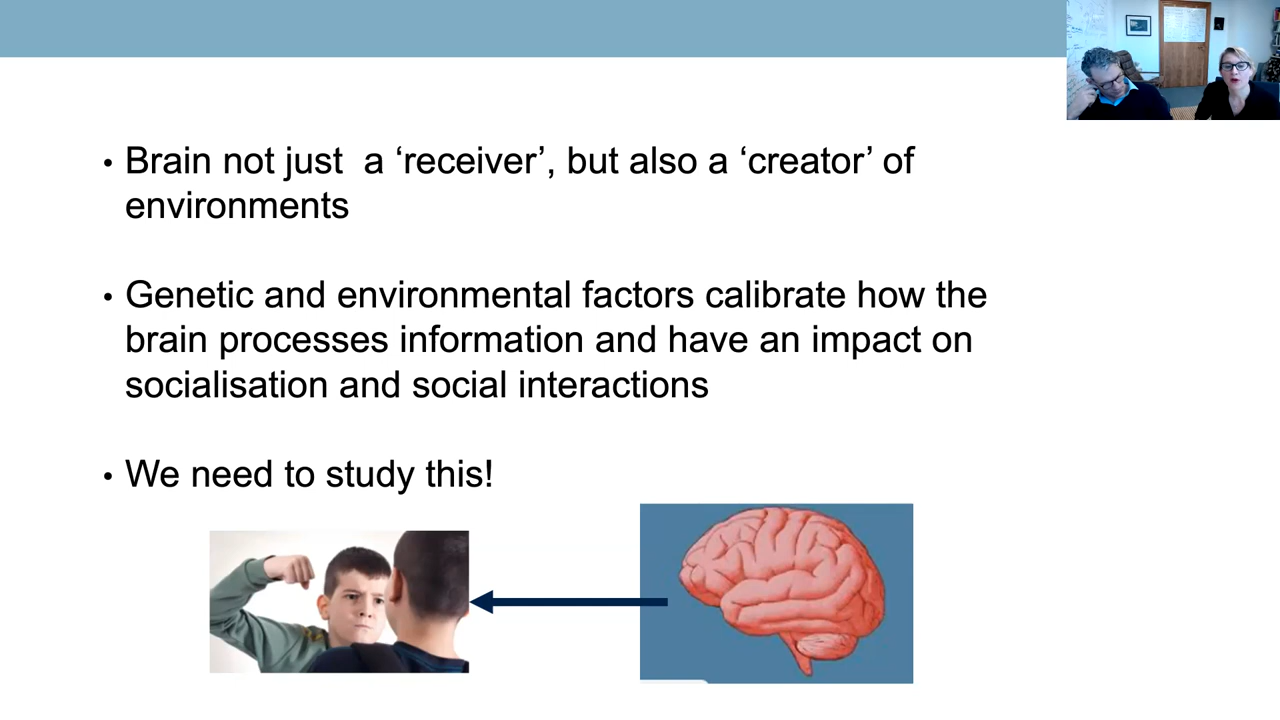 • Brain not just  a ‘receiver’, but also a ‘creator’ of
environments
• Genetic and environmental factors calibrate how the
brain processes information and have an impact on
socialisation and social interactions
• We need to study this!